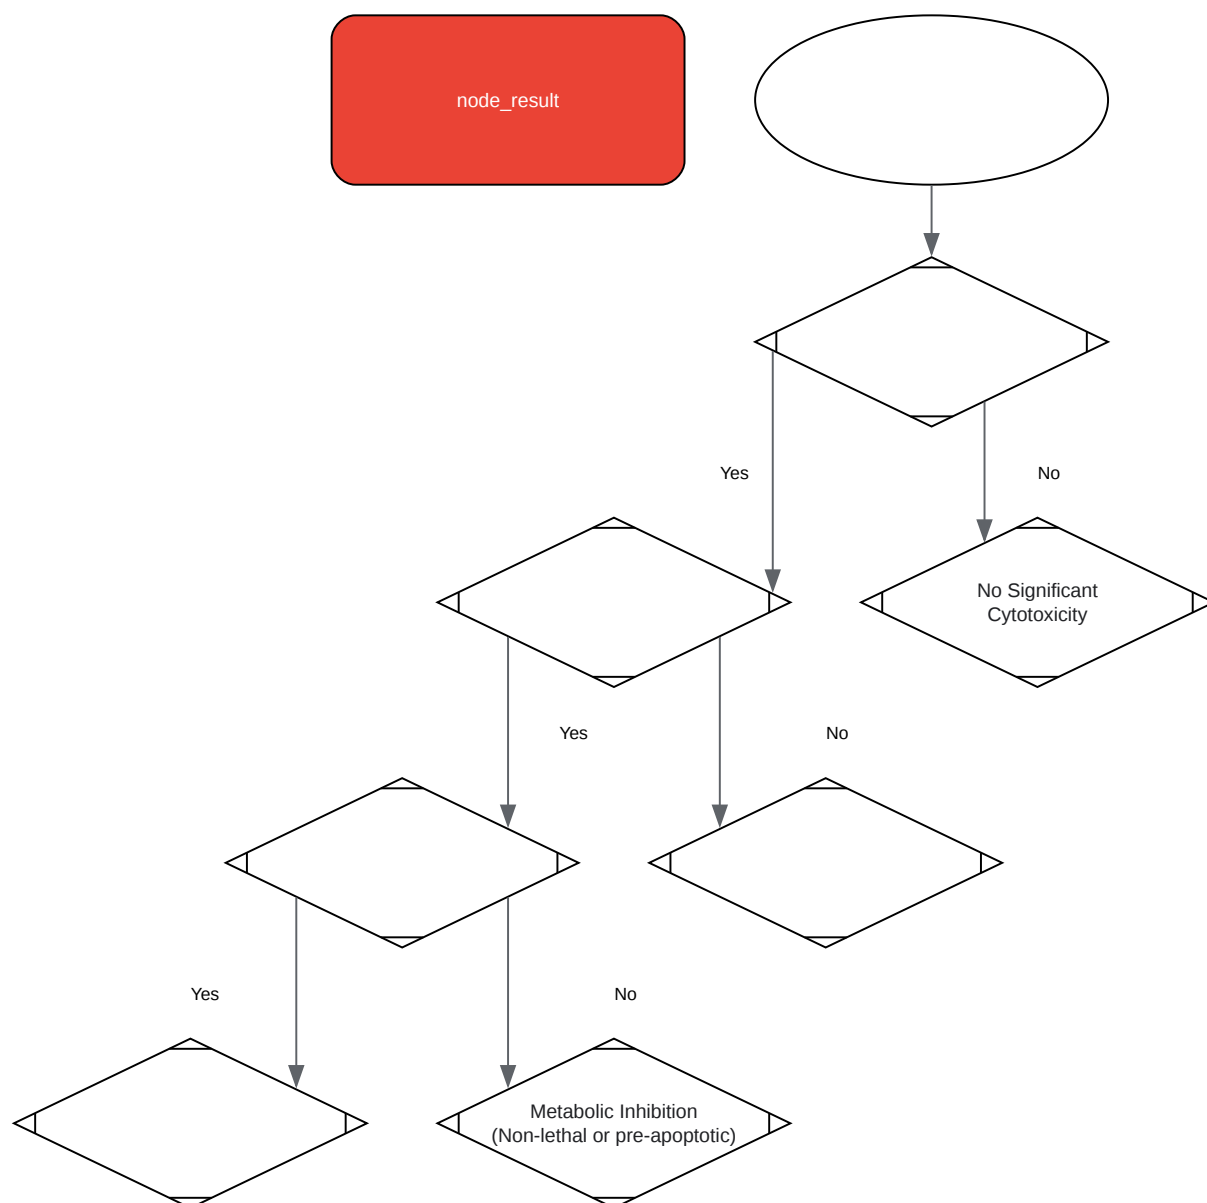 node_result
Yes
No
No Significant
Cytotoxicity
Yes
No
Yes
No
Metabolic Inhibition
(Non-lethal or pre-apoptotic)